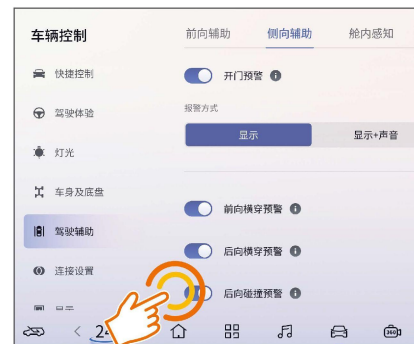 车辆控制
前向辅助
侧向辅助
舱内感知
快捷控制
驾驶体验
灯光
车身及底盘
驾驶辅助
连接设置
显示
开门预警
报警方式
显示
显示+声音
前向横穿预警
后向横穿预警
后向碰撞预警
360